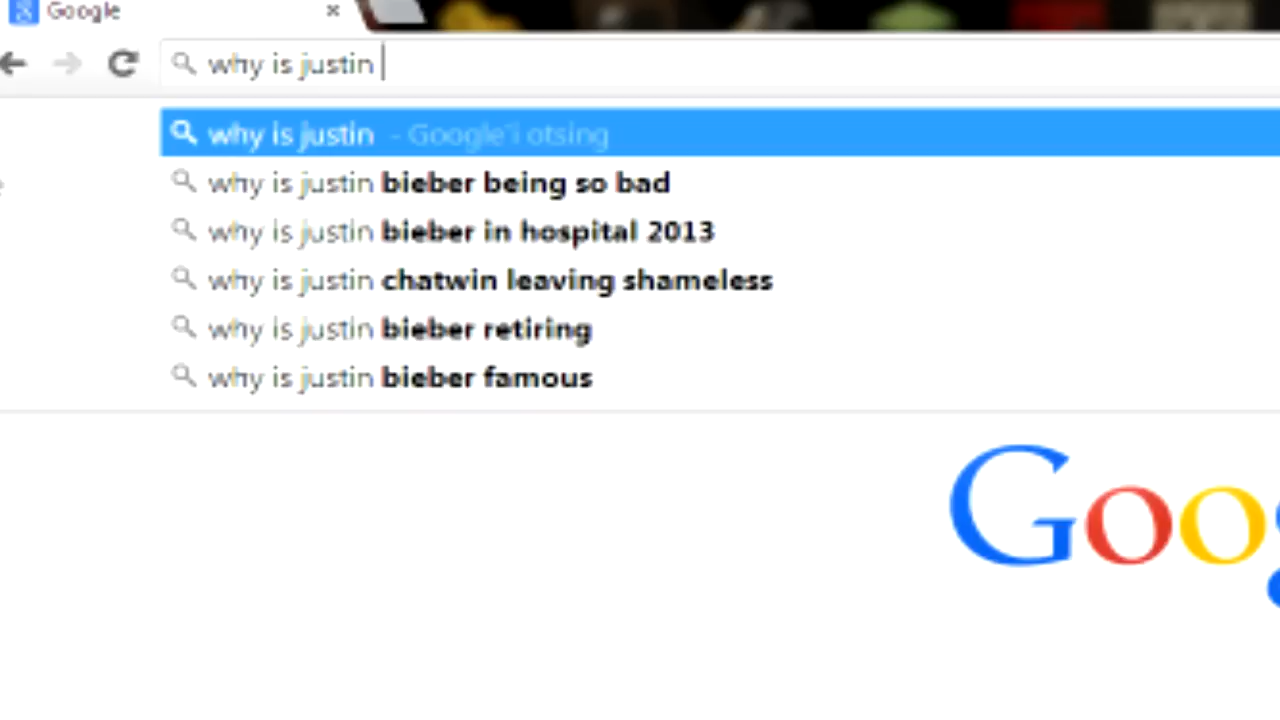 Google
why is justin
why is justin - Google'i otsing
why is justin bieber being so bad
why is justin bieber in hospital 2013
why is justin chatwin leaving shameless
why is justin bieber retiring
why is justin bieber famous
Goog